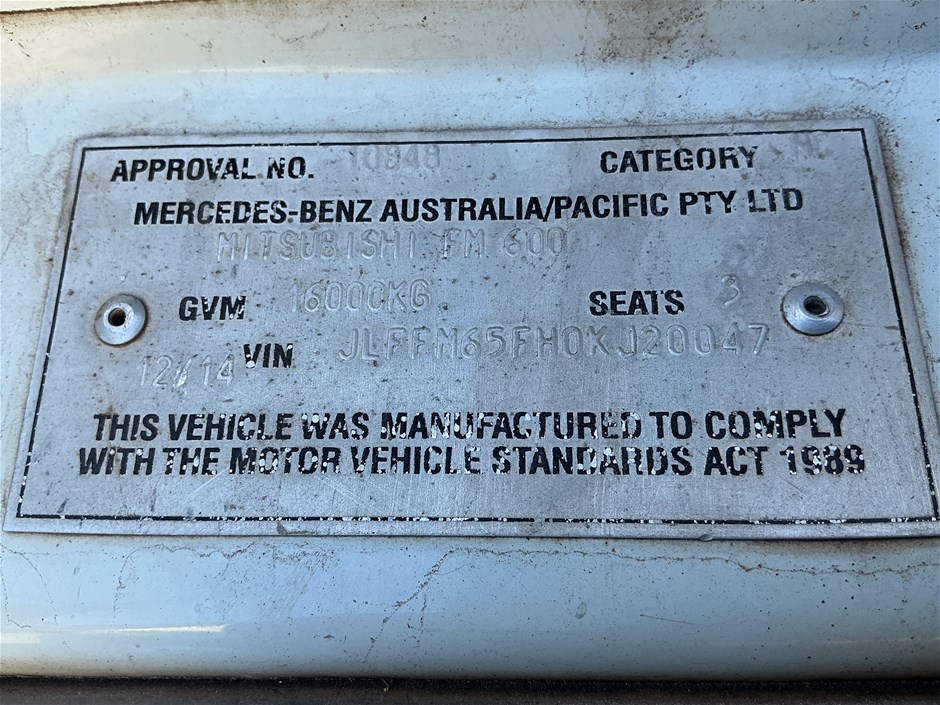 APPROVAL NO. 10848 CATEGORY
MERCEDES-BENZ AUSTRALIA/PACIFIC PTY LTD
MITSUBISHI FM 600
GVM 16000KG SEATS 3
12/14 VIN JLFFM65FH0KJ20047
THIS VEHICLE WAS MANUFACTURED TO COMPLY
WITH THE MOTOR VEHICLE STANDARDS ACT 1989